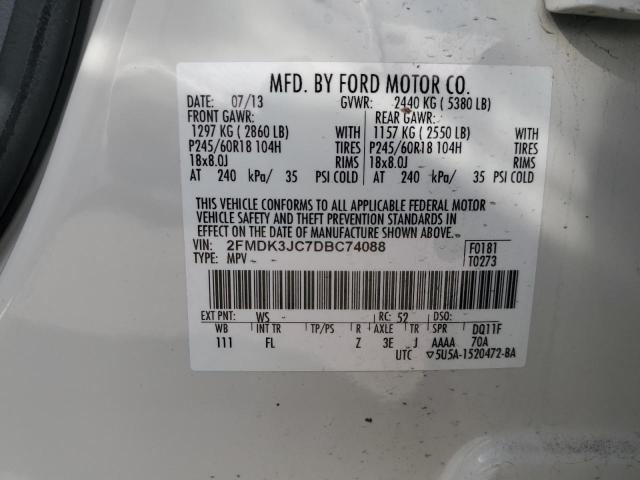 MFD. BY FORD MOTOR CO.
DATE: 07/13 GVWR: 2440 KG ( 5380 LB)
FRONT GAWR: REAR GAWR:
1297 KG ( 2860 LB) WITH 1157 KG ( 2550 LB) WITH
P245/60R18 104H TIRES P245/60R18 104H TIRES
18x8.0J RIMS 18x8.0J RIMS
AT 240 kPa/ 35 PSI COLD AT 240 kPa/ 35 PSI COLD
THIS VEHICLE CONFORMS TO ALL APPLICABLE FEDERAL MOTOR
VEHICLE SAFETY AND THEFT PREVENTION STANDARDS IN
EFFECT ON THE DATE OF MANUFACTURE SHOWN ABOVE.
VIN: 2FMDK3JC7DBC74088 F0181
TYPE: MPV T0273
EXT PNT: WS RC: 52 DSO:
WB INT TR TP/PS R AXLE TR SPR DQ11F
111 FL Z 3E J AAAA 70A
UTC ▽5U5A-1520472-BA